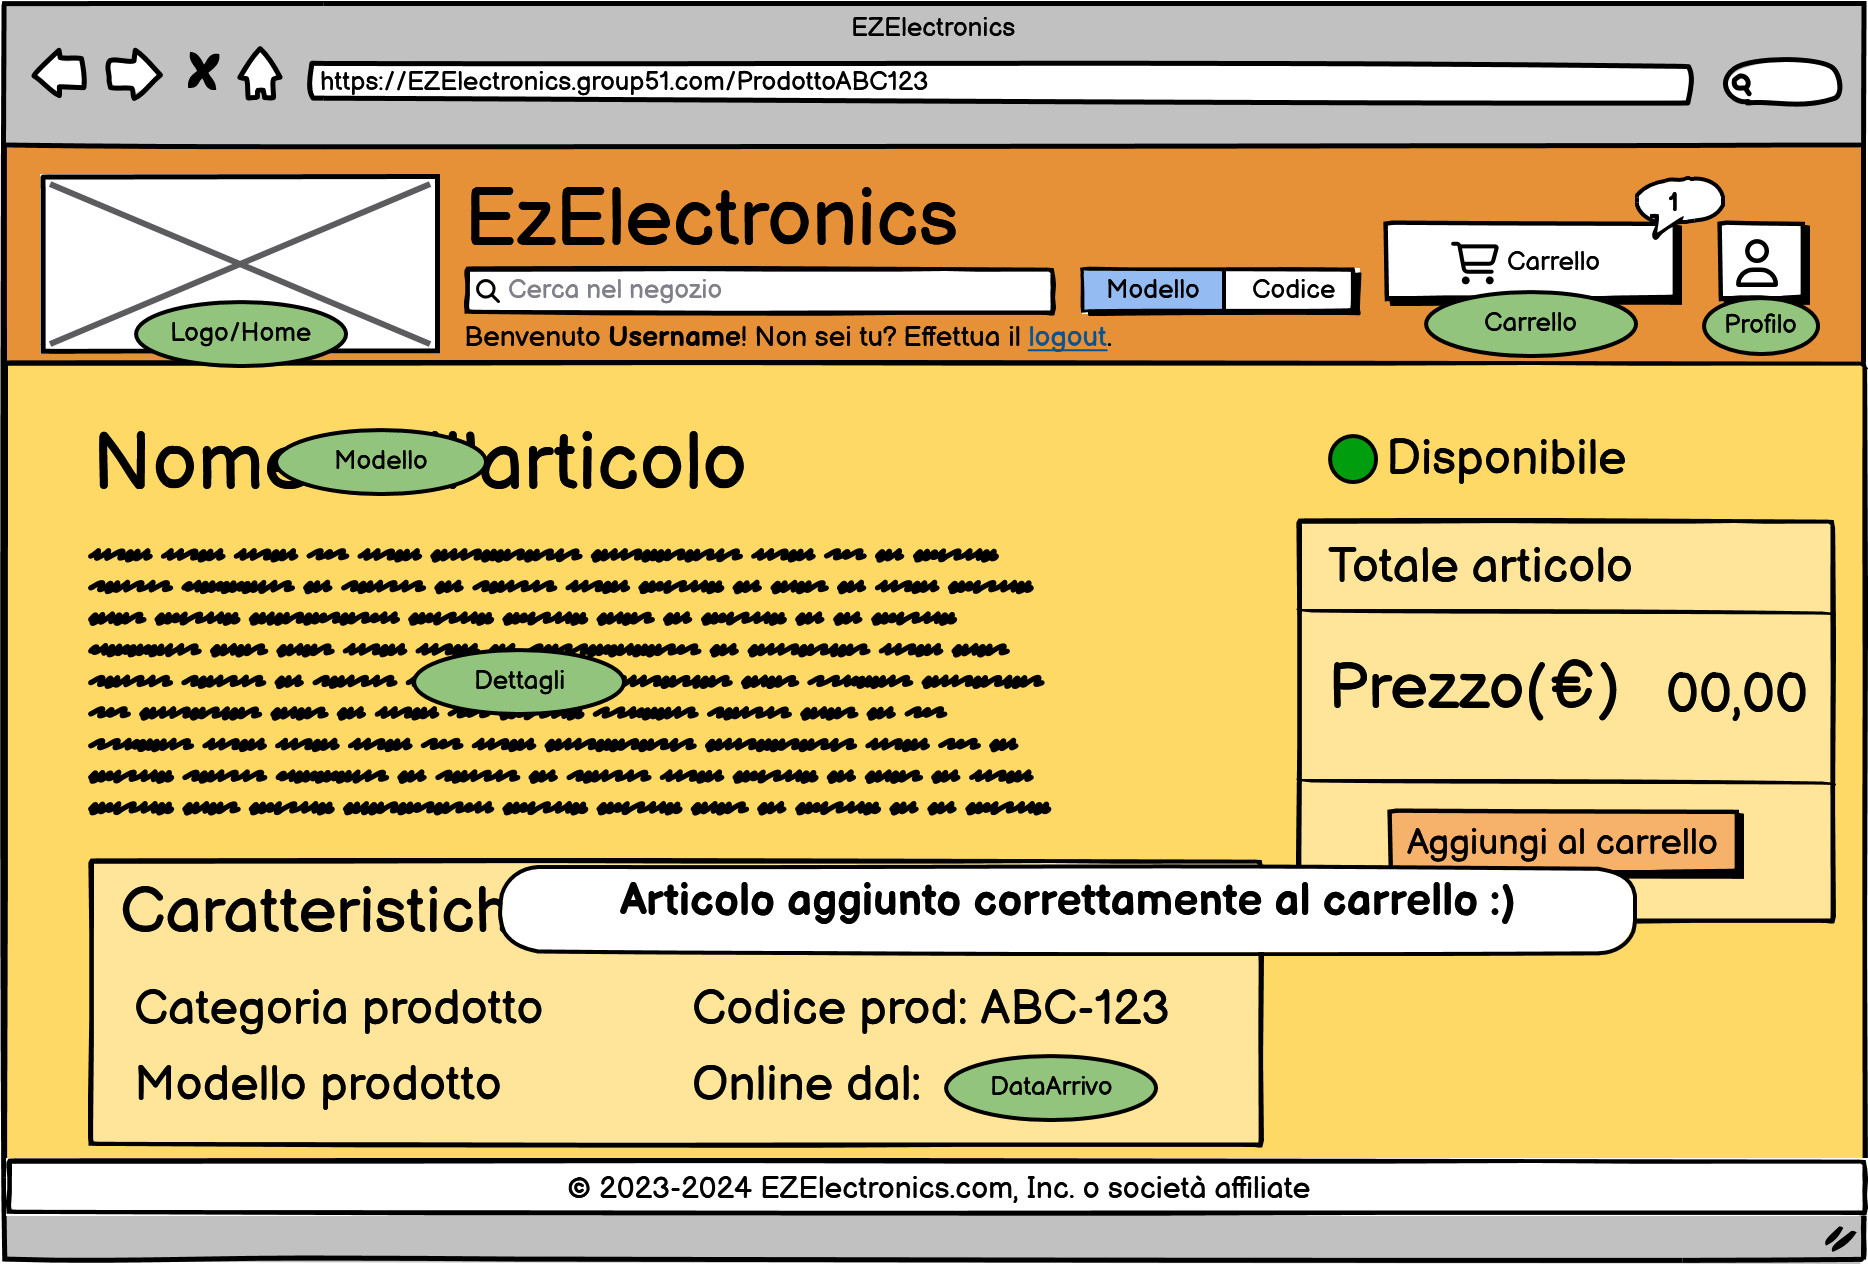 EZElectronics
https://EZElectronics.group51.com/ProdottoABC123
EzElectronics
1
Carrello
Cerca nel negozio
Modello Codice
Logo/Home
Benvenuto Username! Non sei tu? Effettua il logout.
Carrello
Profilo
articolo
Modello
Disponibile
Totale articolo
Dettagli
Prezzo(€) 00,00
Aggiungi al carrello
Articolo aggiunto correttamente al carrello :)
Categoria prodotto
Codice prod: ABC-123
Modello prodotto
Online dal: DataArrivo
© 2023-2024 EZElectronics.com, Inc. o società affiliate